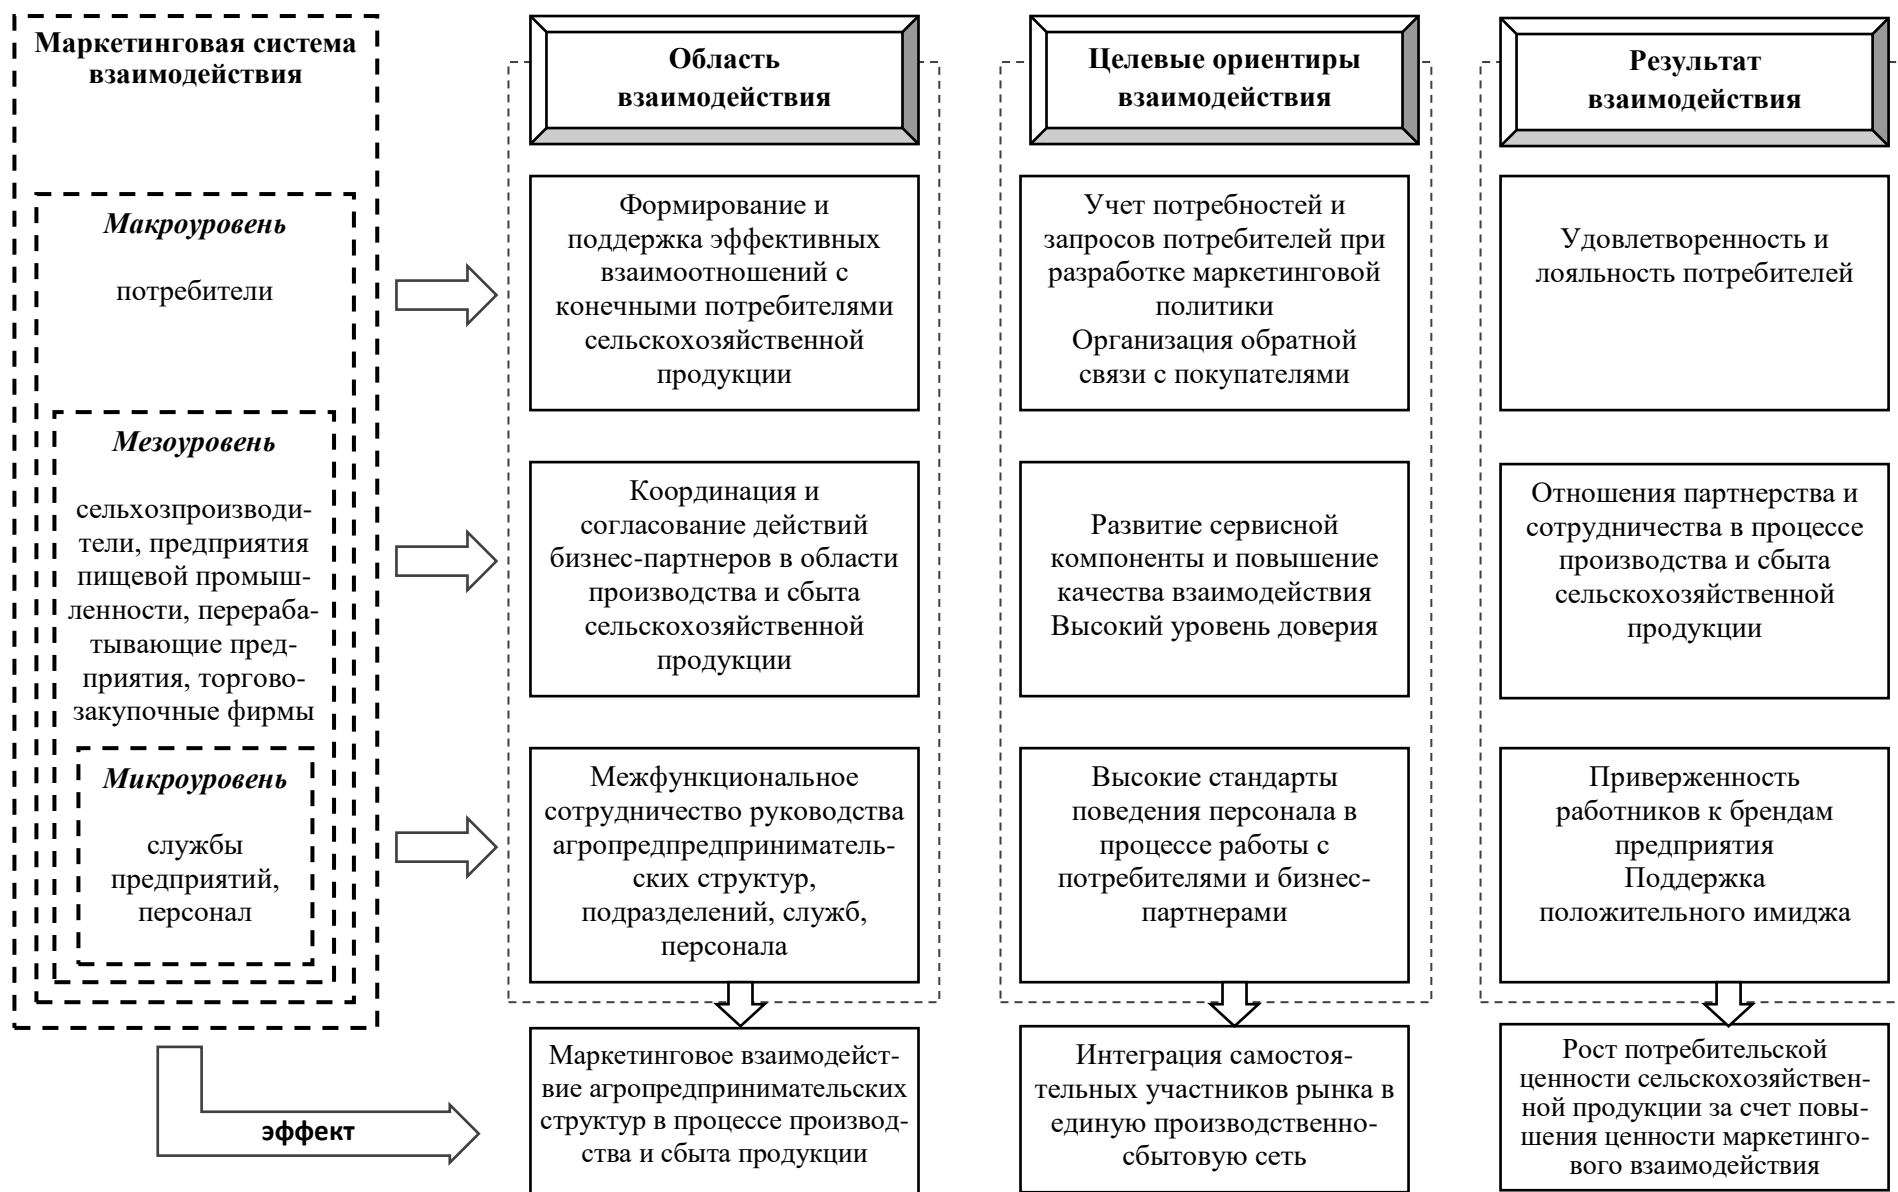 Маркетинговая система
взаимодействия
Макроуровень
потребители
Мезоуровень
сельхозпроизводи-
тели, предприятия
пищевой промыш-
ленности, перераба-
тывающие пред-
приятия, торгово-
закупочные фирмы
Микроуровень
службы
предприятий,
персонал
Область
взаимодействия
Формирование и
поддержка эффективных
взаимоотношений с
конечными потребителями
сельскохозяйственной
продукции
Координация и
согласование действий
бизнес-партнеров в области
производства и сбыта
сельскохозяйственной
продукции
Межфункциональное
сотрудничество руководства
агропредпредприниматель-
ских структур,
подразделений, служб,
персонала
Целевые ориентиры
взаимодействия
Учет потребностей и
запросов потребителей при
разработке маркетинговой
политики
Организация обратной
связи с покупателями
Развитие сервисной
компоненты и повышение
качества взаимодействия
Высокий уровень доверия
Высокие стандарты
поведения персонала в
процессе работы с
потребителями и бизнес-
партнерами
Результат
взаимодействия
Удовлетворенность и
лояльность потребителей
Отношения партнерства и
сотрудничества в процессе
производства и сбыта
сельскохозяйственной
продукции
Приверженность
работников к брендам
предприятия
Поддержка
положительного имиджа
эффект
Маркетинговое взаимодейст-
вие агропредпринимательских
структур в процессе производ-
ства и сбыта продукции
Интеграция самостоя-
тельных участников рынка в
единую производственно-
сбытовую сеть
Рост потребительской
ценности сельскохозяйствен-
ной продукции за счет повы-
шения ценности маркетинго-
вого взаимодействия